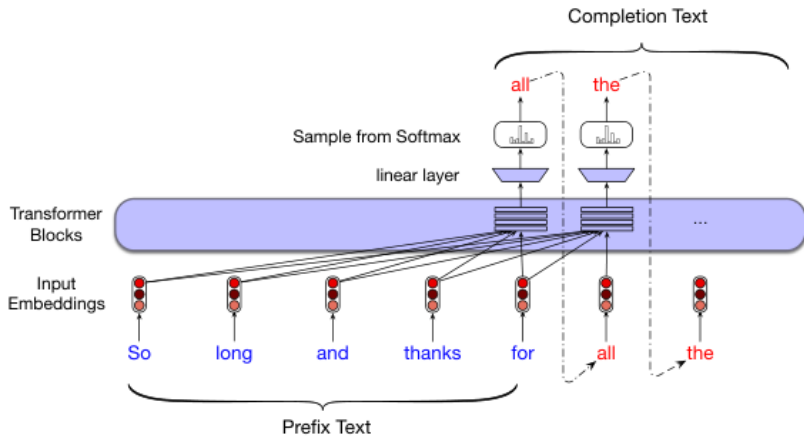 Completion Text
all the
Sample from Softmax
linear layer
Transformer
Blocks
...
Input
Embeddings
So long and thanks for all the
Prefix Text